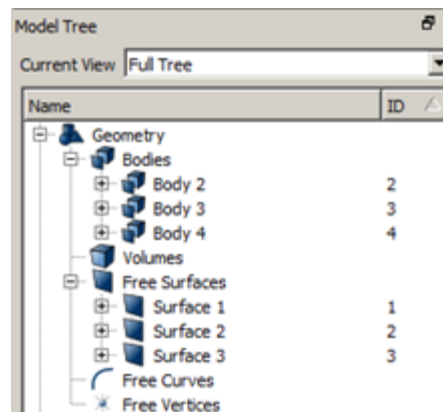 Model Tree
Current View Full Tree
Name ID
Geometry
Bodies
Body 2 2
Body 3 3
Body 4 4
Volumes
Free Surfaces
Surface 1 1
Surface 2 2
Surface 3 3
Free Curves
Free Vertices